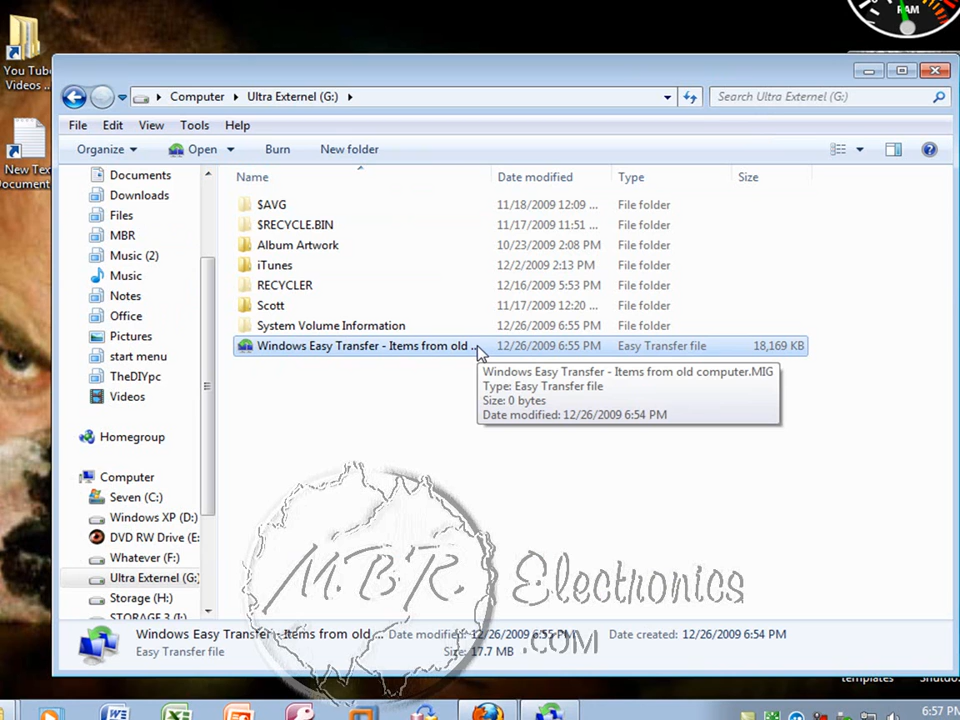 RAM
You Tube
Videos ...
New Text
Document
Computer Ultra External (G:)
Search Ultra External (G:)
File Edit View Tools Help
Organize Open Burn New folder
Name Date modified Type Size
Documents
Downloads
Files
MBR
Music (2)
Music
Notes
Office
Pictures
start menu
TheDIYpc
Videos
Homegroup
Computer
Seven (C:)
Windows XP (D:)
DVD RW Drive (E:
Whatever (F:)
Ultra External (G:)
Storage (H:)
STORAGE 3 (I:)
$AVG 11/18/2009 12:09 ... File folder
$RECYCLE.BIN 11/17/2009 11:51 ... File folder
Album Artwork 10/23/2009 2:08 PM File folder
iTunes 12/2/2009 2:13 PM File folder
RECYCLER 12/16/2009 5:53 PM File folder
Scott 11/17/2009 12:20 ... File folder
System Volume Information 12/26/2009 6:55 PM File folder
Windows Easy Transfer - Items from old ... 12/26/2009 6:55 PM Easy Transfer file 18,169 KB
Windows Easy Transfer - Items from old computer.MIG
Type: Easy Transfer file
Size: 0 bytes
Date modified: 12/26/2009 6:54 PM
M.B.R. Electronics
.COM
Windows Easy Transfer - Items from old ... Date modified: 12/26/2009 6:55 PM Date created: 12/26/2009 6:54 PM
Easy Transfer file Size: 17.7 MB
templates Shutdo
6:57 PM